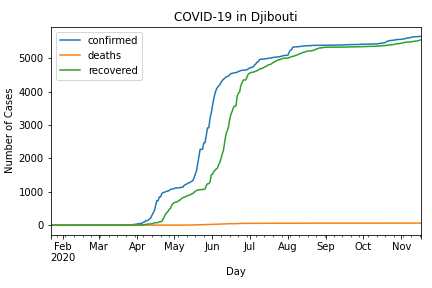 COVID-19 in Djibouti
confirmed
deaths
recovered
Number of Cases
5000
4000
3000
2000
1000
0
Feb Mar Apr May Jun Jul Aug Sep Oct Nov
2020
Day